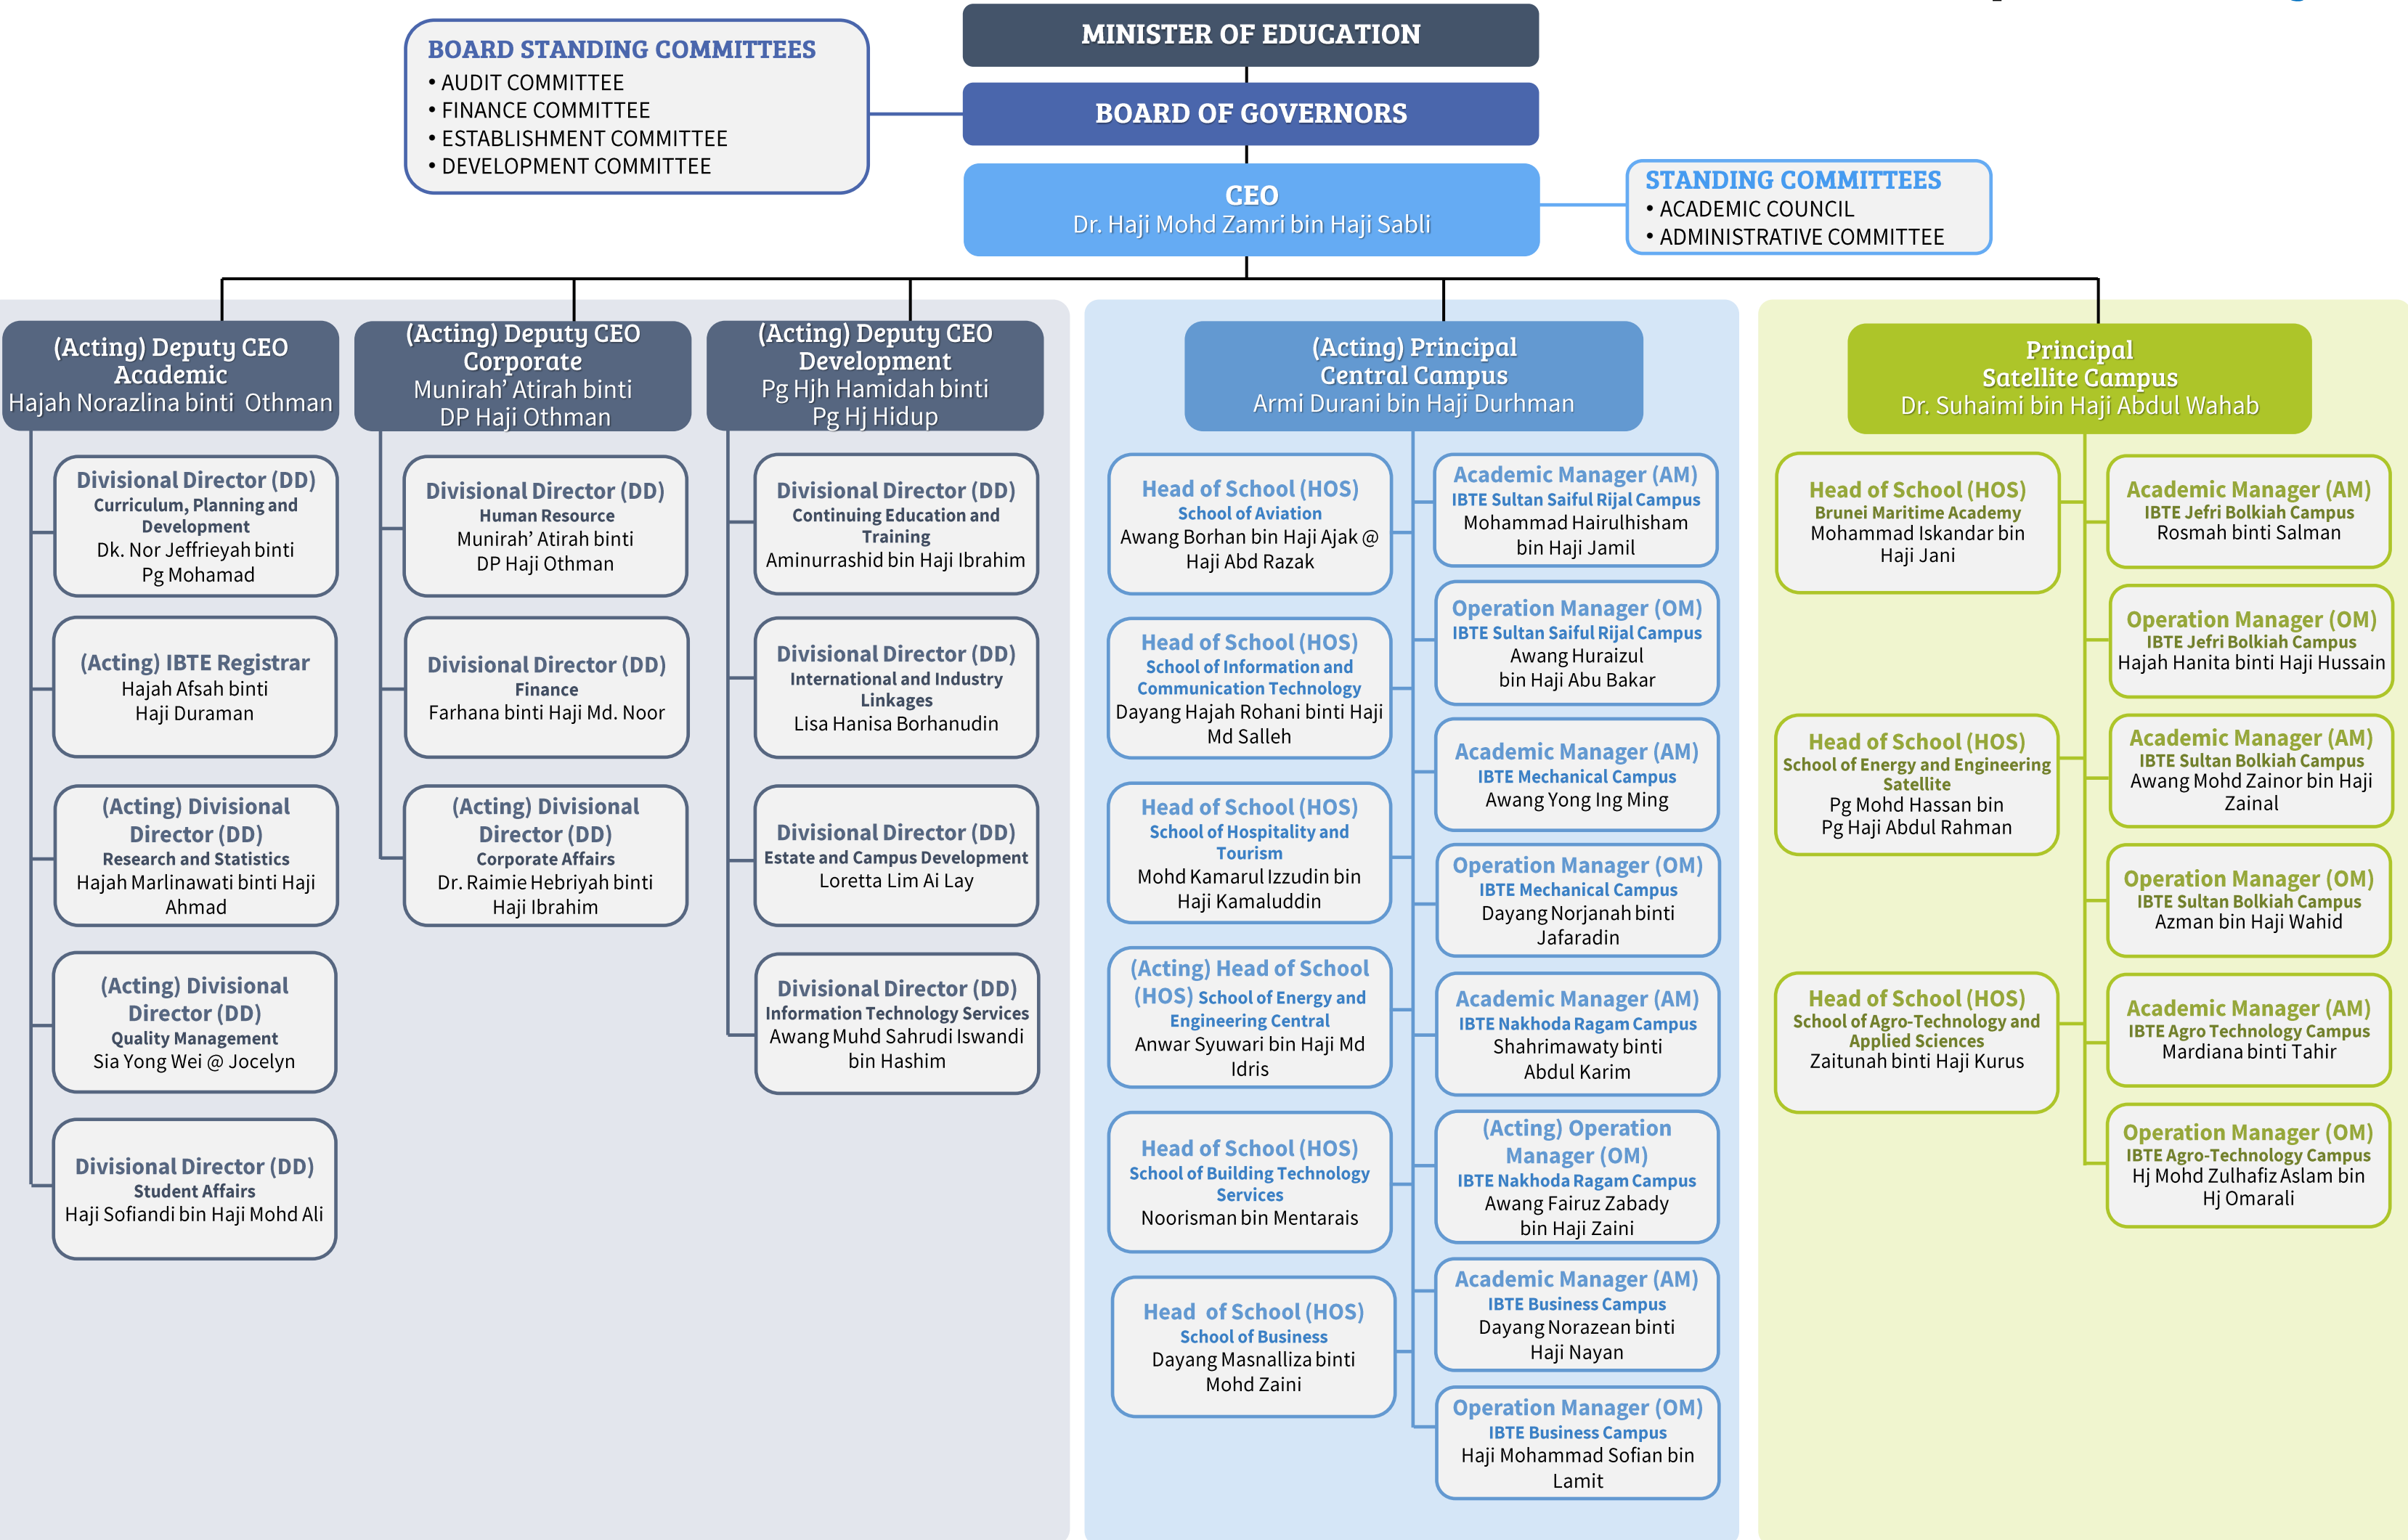 MINISTER OF EDUCATION
BOARD OF GOVERNORS
BOARD STANDING COMMITTEES
• AUDIT COMMITTEE
• FINANCE COMMITTEE
• ESTABLISHMENT COMMITTEE
• DEVELOPMENT COMMITTEE
CEO
Dr. Haji Mohd Zamri bin Haji Sabli
STANDING COMMITTEES
• ACADEMIC COUNCIL
• ADMINISTRATIVE COMMITTEE
(Acting) Deputy CEO
Academic
Hajah Norazlina binti Othman
Divisional Director (DD)
Curriculum, Planning and
Development
Dk. Nor Jeffrieyah binti
Pg Mohamad
(Acting) IBTE Registrar
Hajah Afsah binti
Haji Duraman
(Acting) Divisional
Director (DD)
Research and Statistics
Hajah Marlinawati binti Haji
Ahmad
(Acting) Divisional
Director (DD)
Quality Management
Sia Yong Wei @ Jocelyn
Divisional Director (DD)
Student Affairs
Haji Sofiandi bin Haji Mohd Ali
(Acting) Deputy CEO
Corporate
Munirah’ Atirah binti
DP Haji Othman
Divisional Director (DD)
Human Resource
Munirah’ Atirah binti
DP Haji Othman
Divisional Director (DD)
Finance
Farhana binti Haji Md. Noor
(Acting) Divisional
Director (DD)
Corporate Affairs
Dr. Raimie Hebriyah binti
Haji Ibrahim
(Acting) Deputy CEO
Development
Pg Hjh Hamidah binti
Pg Hj Hidup
Divisional Director (DD)
Continuing Education and
Training
Aminurrashid bin Haji Ibrahim
Divisional Director (DD)
International and Industry
Linkages
Lisa Hanisa Borhanudin
Divisional Director (DD)
Estate and Campus Development
Loretta Lim Ai Lay
Divisional Director (DD)
Information Technology Services
Awang Muhd Sahrudi Iswandi
bin Hashim
(Acting) Principal
Central Campus
Armi Durani bin Haji Durhman
Head of School (HOS)
School of Aviation
Awang Borhan bin Haji Ajak @
Haji Abd Razak
Head of School (HOS)
School of Information and
Communication Technology
Dayang Hajah Rohani binti Haji
Md Salleh
Head of School (HOS)
School of Hospitality and
Tourism
Mohd Kamarul Izzudin bin
Haji Kamaluddin
(Acting) Head of School
(HOS) School of Energy and
Engineering Central
Anwar Syuwari bin Haji Md
Idris
Head of School (HOS)
School of Building Technology
Services
Noorisman bin Mentarais
Head of School (HOS)
School of Business
Dayang Masnalliza binti
Mohd Zaini
Academic Manager (AM)
IBTE Sultan Saiful Rijal Campus
Mohammad Hairulhisham
bin Haji Jamil
Operation Manager (OM)
IBTE Sultan Saiful Rijal Campus
Awang Huraizul
bin Haji Abu Bakar
Academic Manager (AM)
IBTE Mechanical Campus
Awang Yong Ing Ming
Operation Manager (OM)
IBTE Mechanical Campus
Dayang Norjanah binti
Jafaradin
Academic Manager (AM)
IBTE Nakhoda Ragam Campus
Shahrimawaty binti
Abdul Karim
(Acting) Operation
Manager (OM)
IBTE Nakhoda Ragam Campus
Awang Fairuz Zabady
bin Haji Zaini
Academic Manager (AM)
IBTE Business Campus
Dayang Norazean binti
Haji Nayan
Operation Manager (OM)
IBTE Business Campus
Haji Mohammad Sofian bin
Lamit
Principal
Satellite Campus
Dr. Suhaimi bin Haji Abdul Wahab
Head of School (HOS)
Brunei Maritime Academy
Mohammad Iskandar bin
Haji Jani
Head of School (HOS)
School of Energy and Engineering
Satellite
Pg Mohd Hassan bin
Pg Haji Abdul Rahman
Head of School (HOS)
School of Agro-Technology and
Applied Sciences
Zaitunah binti Haji Kurus
Academic Manager (AM)
IBTE Jefri Bolkiah Campus
Rosmah binti Salman
Operation Manager (OM)
IBTE Jefri Bolkiah Campus
Hajah Hanita binti Haji Hussain
Academic Manager (AM)
IBTE Sultan Bolkiah Campus
Awang Mohd Zainor bin Haji
Zainal
Operation Manager (OM)
IBTE Sultan Bolkiah Campus
Azman bin Haji Wahid
Academic Manager (AM)
IBTE Agro Technology Campus
Mardiana binti Tahir
Operation Manager (OM)
IBTE Agro-Technology Campus
Hj Mohd Zulhafiz Aslam bin
Hj Omarali